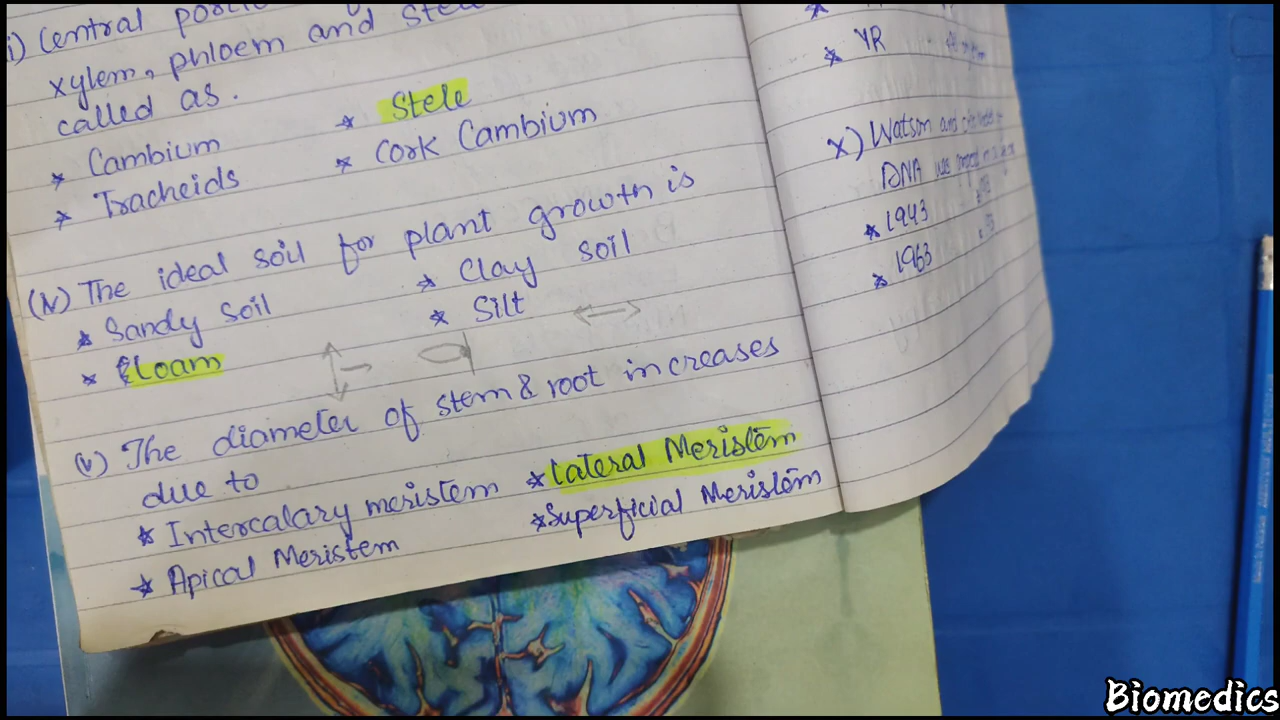 i) Central
xylem, phloem and
called as.
* Cambium
* Stele
* Tracheids
* Cork Cambium
(iv) The ideal soil for plant growth is
* Sandy Soil
* Clay soil
* Loam
* Silt
(v) The diameter of stem & root increases
due to
* Intercalary meristem
* Lateral Meristem
* Apical Meristem
* Superficial Meristem
* YR
X) Watson and
DNA was
* 1943
* 1963
Biomedics